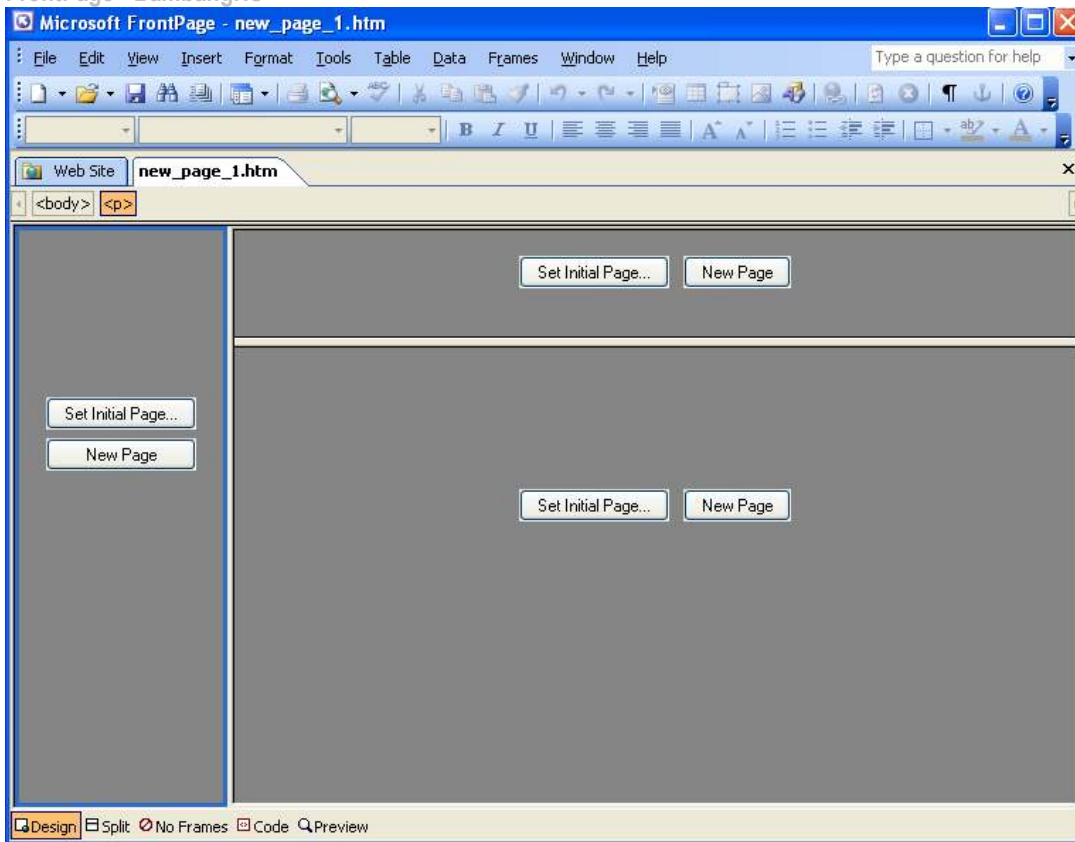 Microsoft FrontPage - new_page_1.htm
File Edit View Insert Format Tools Table Data Frames Window Help Type a question for help
B I U A A ab A
Web Site new_page_1.htm
<body> <p>
Set Initial Page... New Page
Set Initial Page...
New Page
Set Initial Page... New Page
Design Split No Frames Code Preview